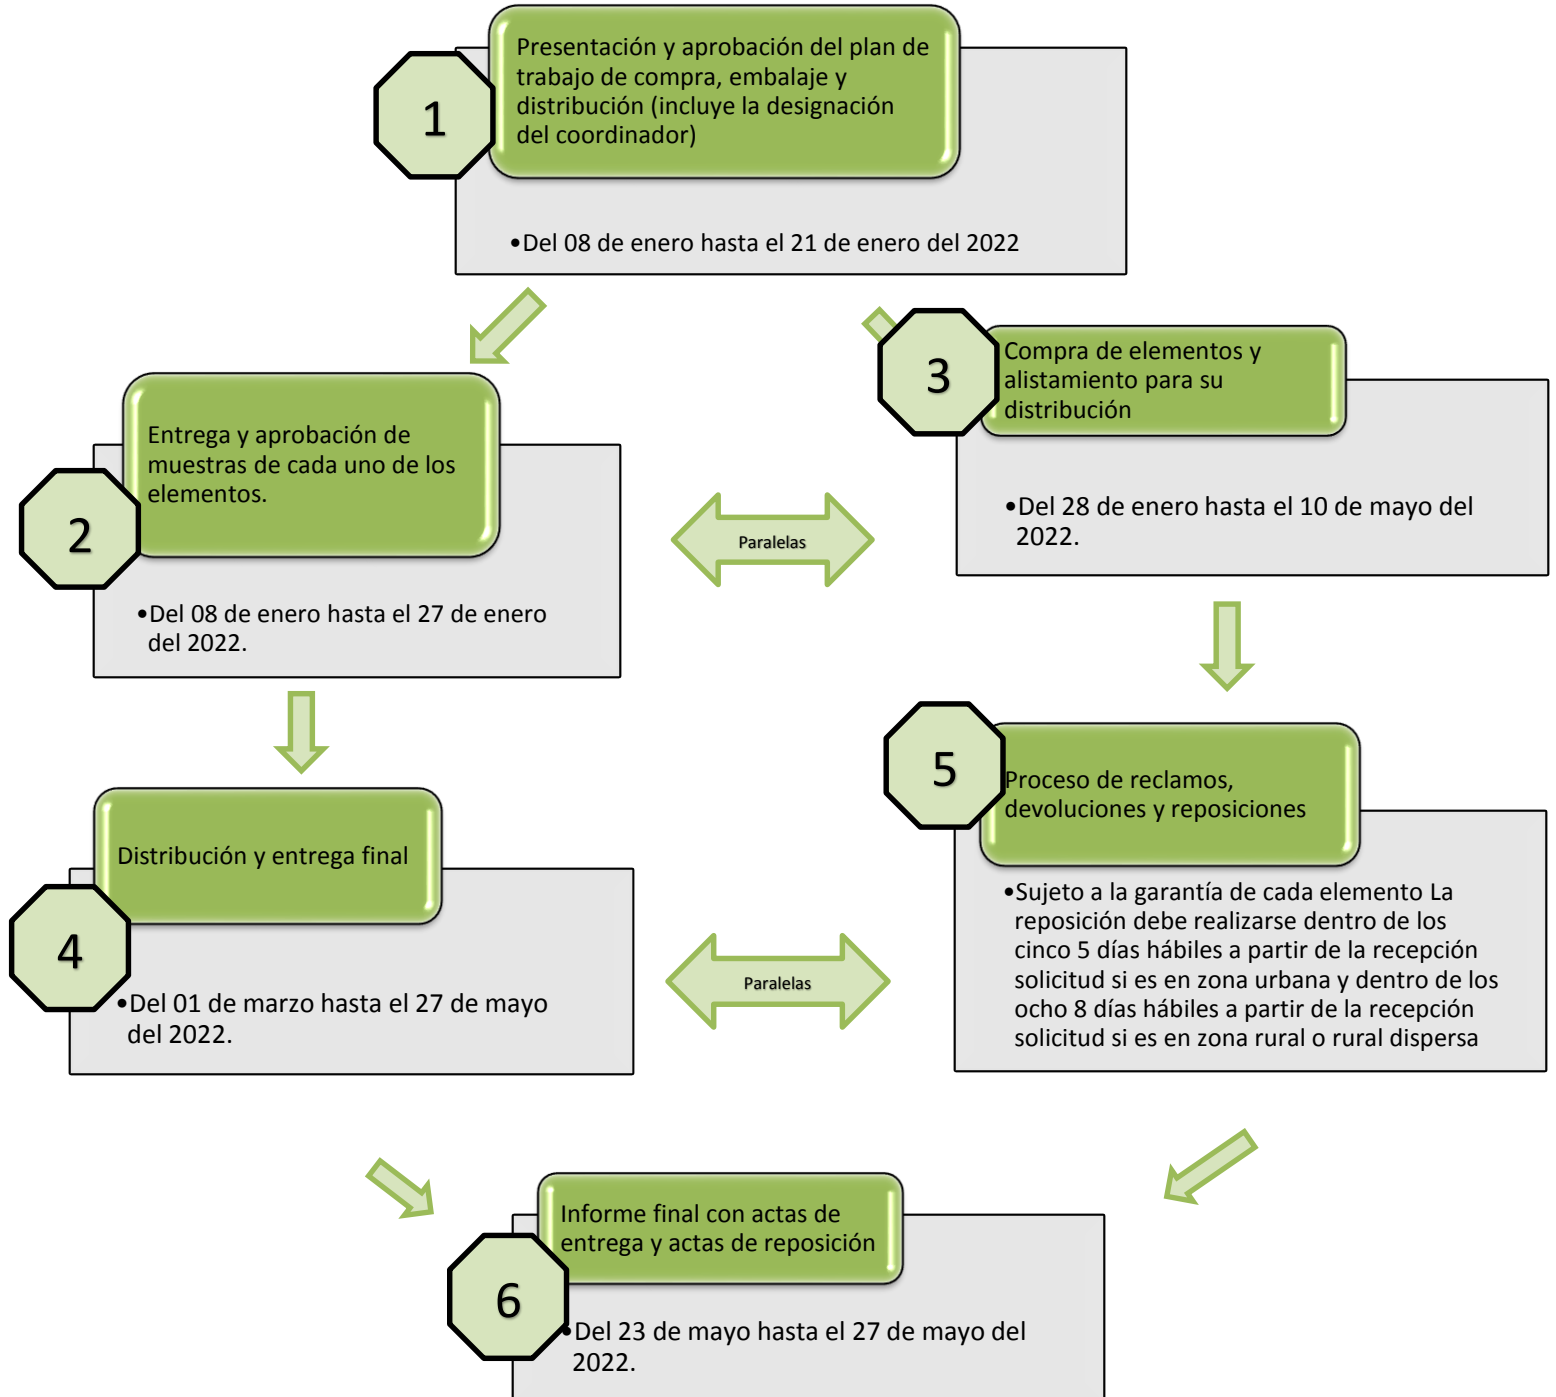 1
Presentación y aprobación del plan de
trabajo de compra, embalaje y
distribución (incluye la designación
del coordinador)
•Del 08 de enero hasta el 21 de enero del 2022
2
Entrega y aprobación de
muestras de cada uno de los
elementos.
•Del 08 de enero hasta el 27 de enero
del 2022.
Paralelas
3
Compra de elementos y
alistamiento para su
distribución
•Del 28 de enero hasta el 10 de mayo del
2022.
4
Distribución y entrega final
•Del 01 de marzo hasta el 27 de mayo
del 2022.
Paralelas
5
Proceso de reclamos,
devoluciones y reposiciones
•Sujeto a la garantía de cada elemento La
reposición debe realizarse dentro de los
cinco 5 días hábiles a partir de la recepción
solicitud si es en zona urbana y dentro de los
ocho 8 días hábiles a partir de la recepción
solicitud si es en zona rural o rural dispersa
6
Informe final con actas de
entrega y actas de reposición
•Del 23 de mayo hasta el 27 de mayo del
2022.